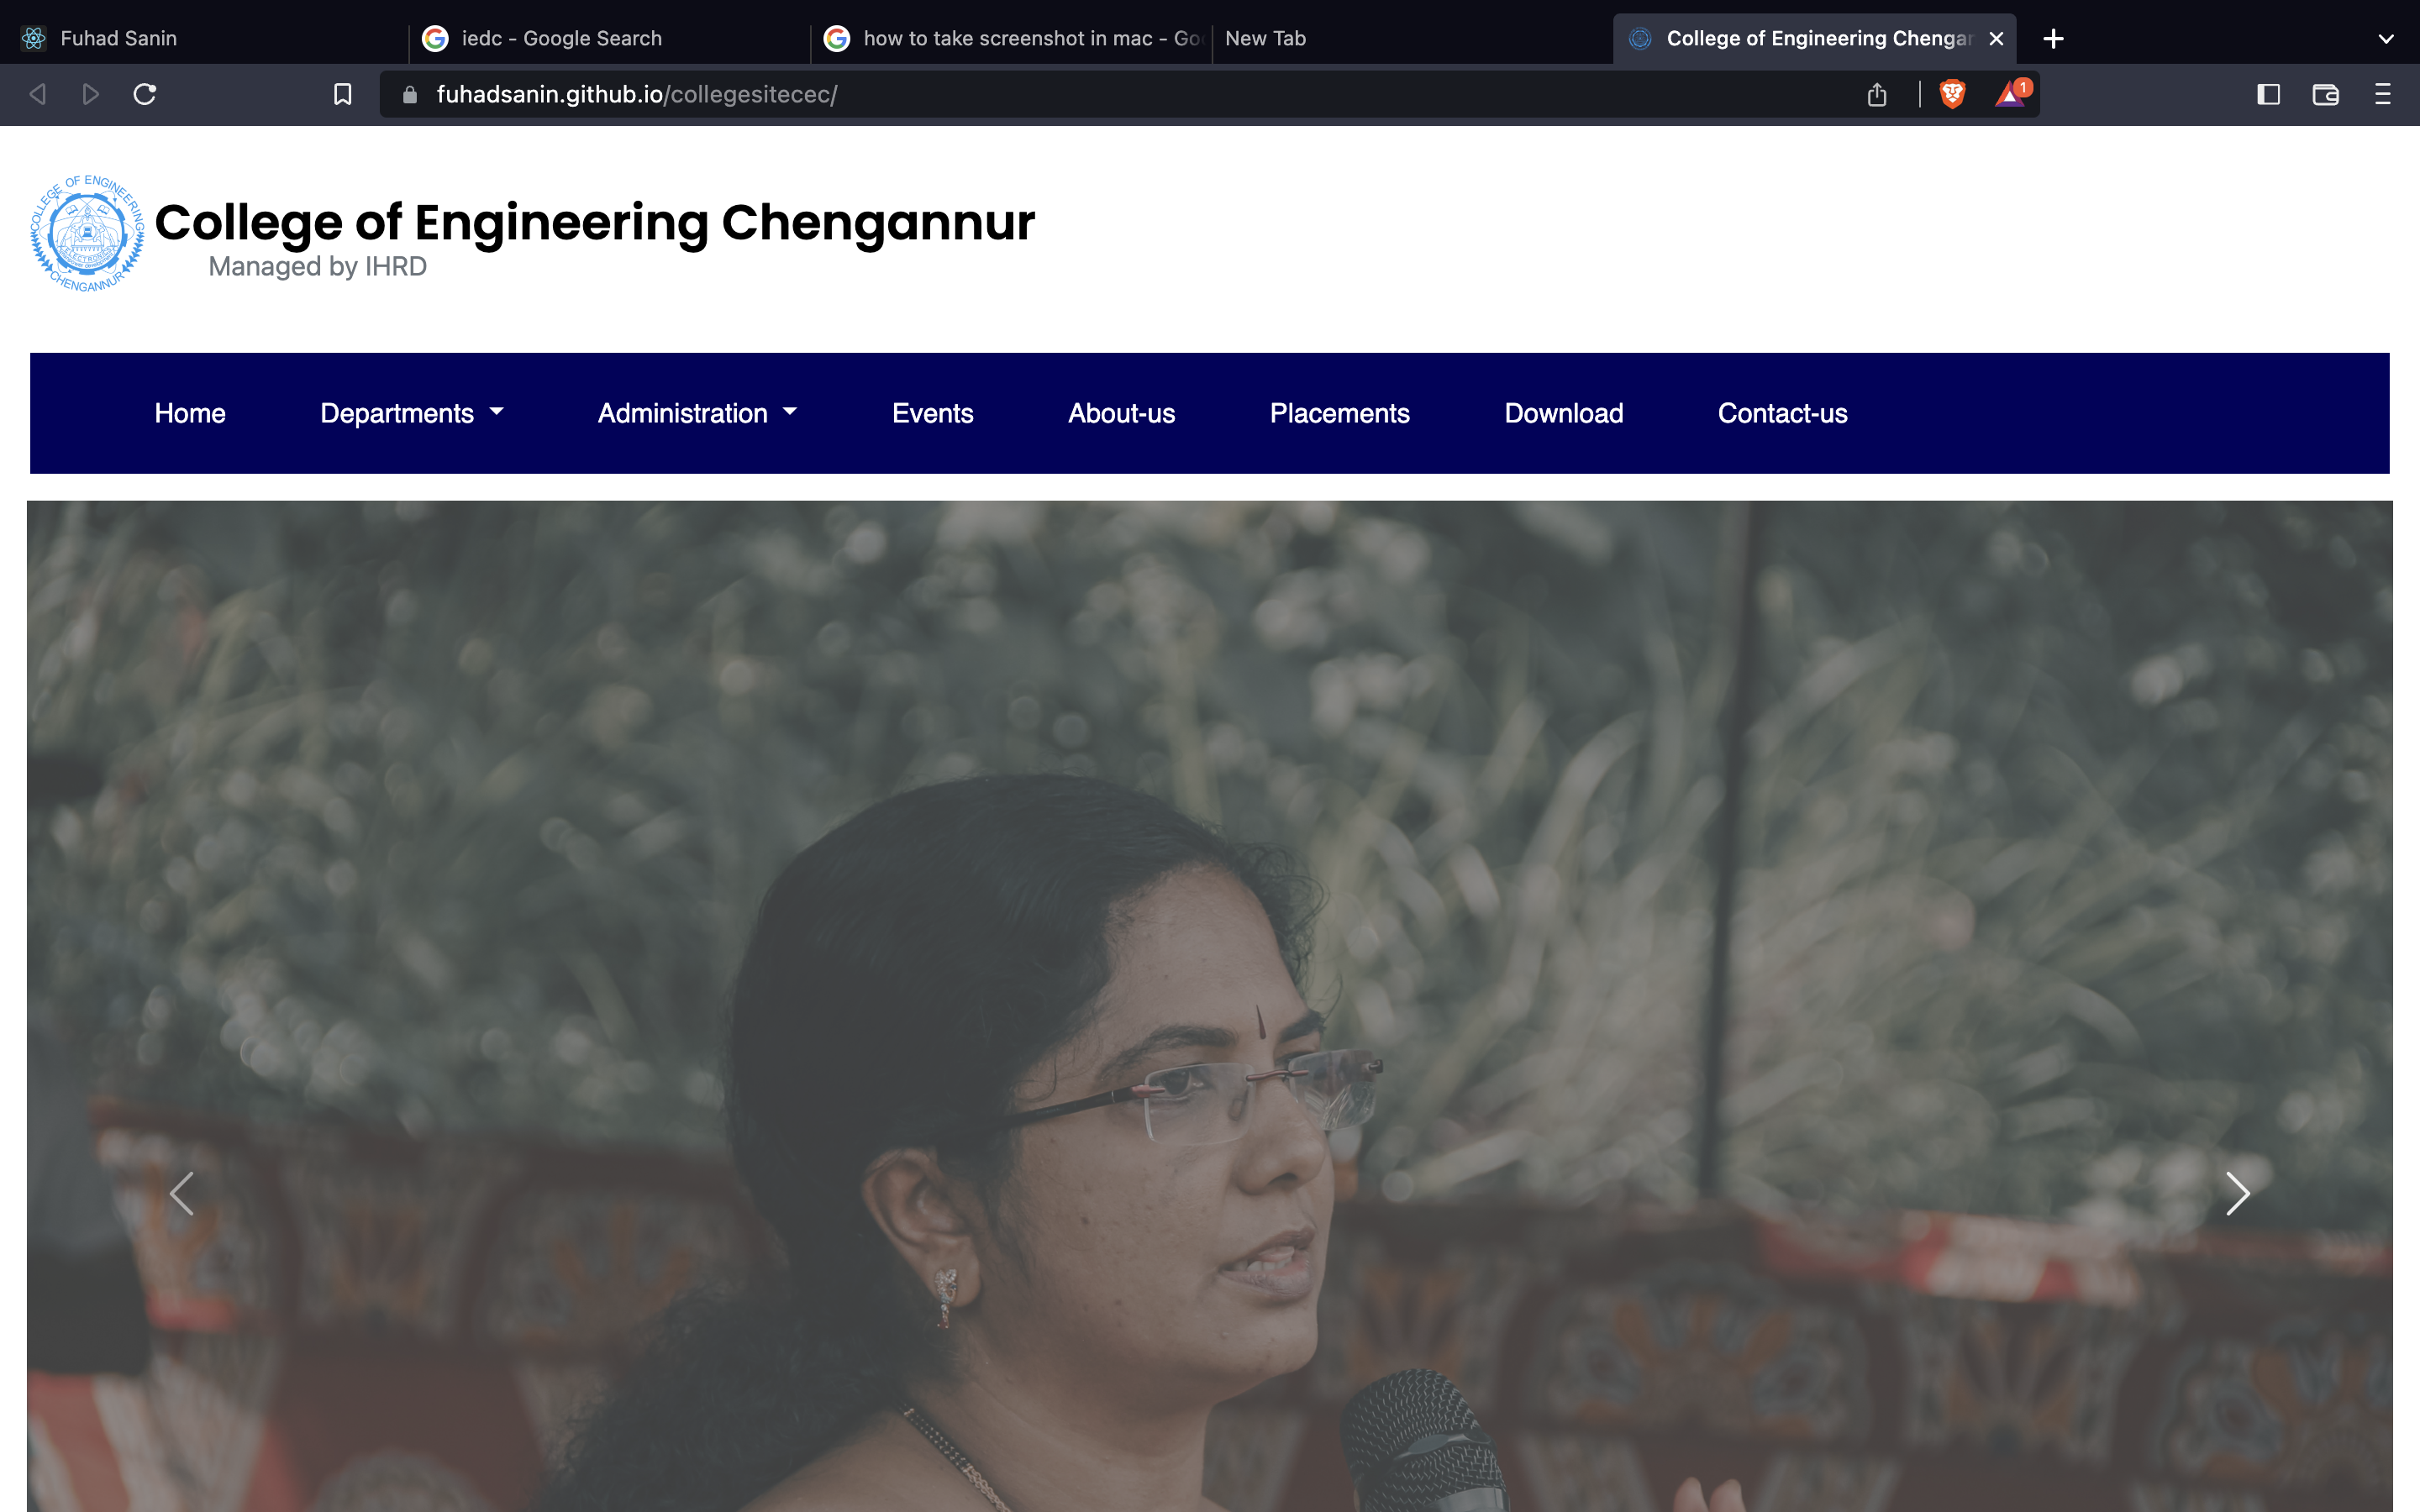 Fuhad Sanin
iedc - Google Search
how to take screenshot in mac - Goo
New Tab
College of Engineering Chengan
fuhadsanin.github.io/collegesitecec/
1
COLLEGE OF ENGINEERING
CHENGANNUR
College of Engineering Chengannur
Managed by IHRD
Home Departments Administration Events About-us Placements Download Contact-us